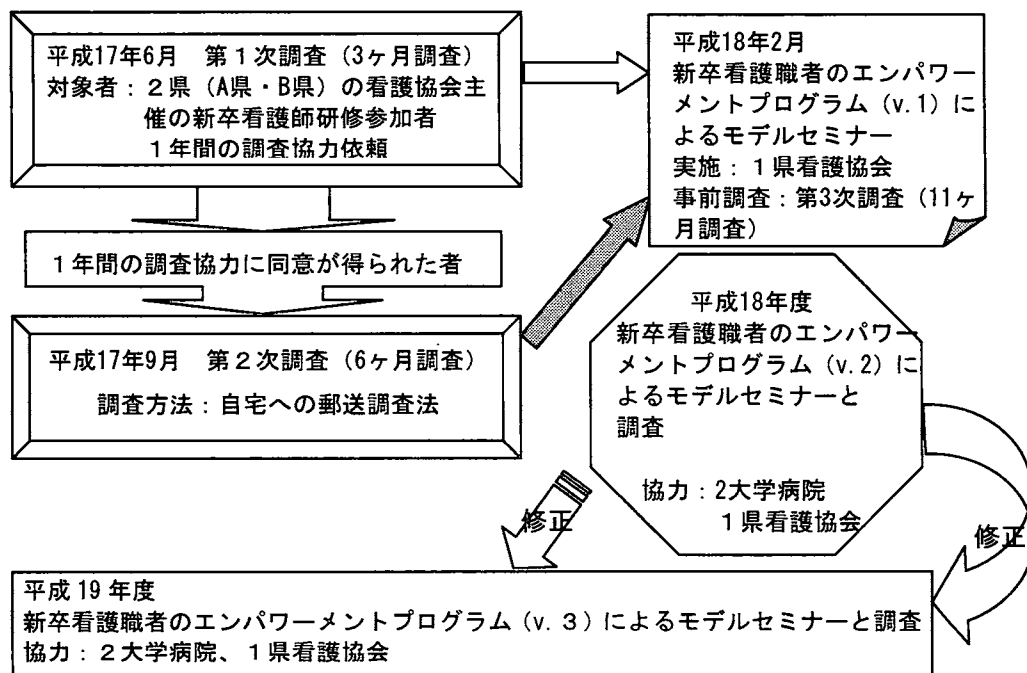 平成17年6月　第１次調査（3ヶ月調査）
対象者：２県（A県・B県）の看護協会主
催の新卒看護師研修参加者
１年間の調査協力依頼
１年間の調査協力に同意が得られた者
平成17年9月　第２次調査（6ヶ月調査）
調査方法：自宅への郵送調査法
平成18年2月
新卒看護職者のエンパワー
メントプログラム（v.1）に
よるモデルセミナー
実施：１県看護協会
事前調査：第3次調査（11ヶ
月調査）
平成18年度
新卒看護職者のエンパワー
メントプログラム（v.2）に
よるモデルセミナーと
調査
協力：2大学病院
１県看護協会
修正
修正
平成19年度
新卒看護職者のエンパワーメントプログラム（v.３）によるモデルセミナーと調査
協力：２大学病院、１県看護協会